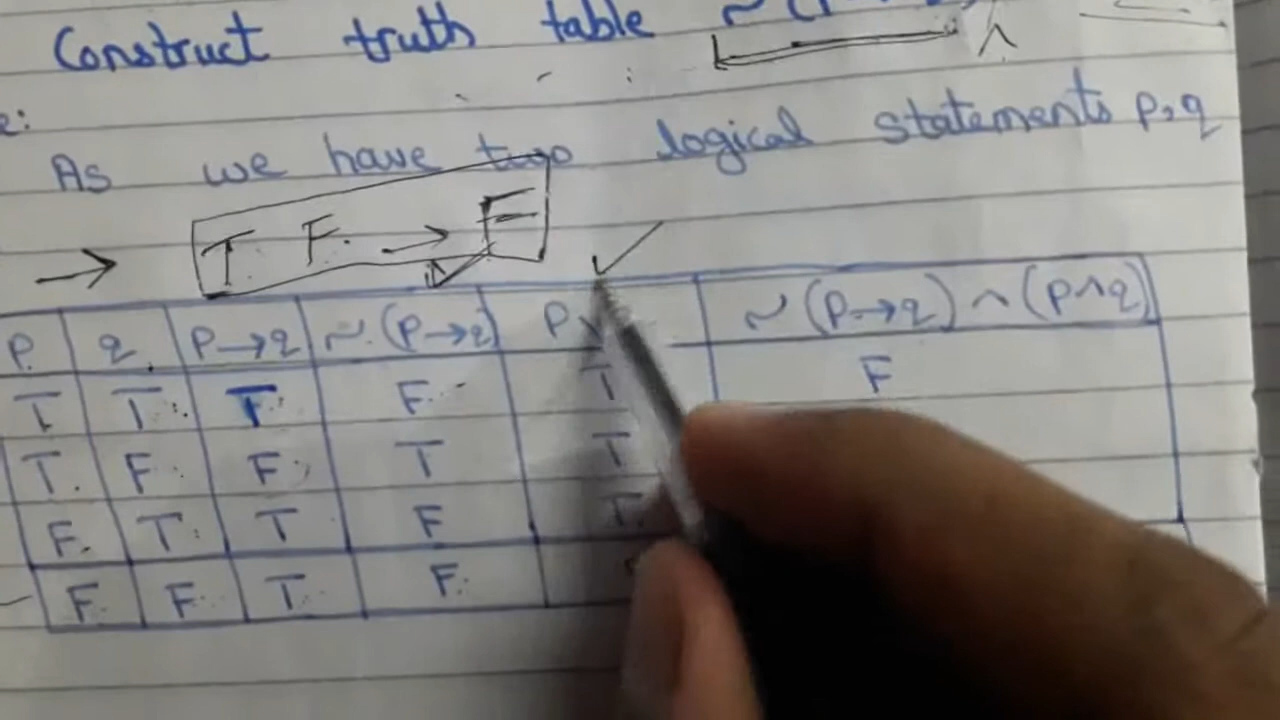 Construct truth table ~(P
e:
As we have two logical statements p,q
→ T. F. → F
P q P→q ~(P→q) P ~(P→q) ∧ (p∧q)
T T T F T F
T F F T T
F T T F T
F F T F